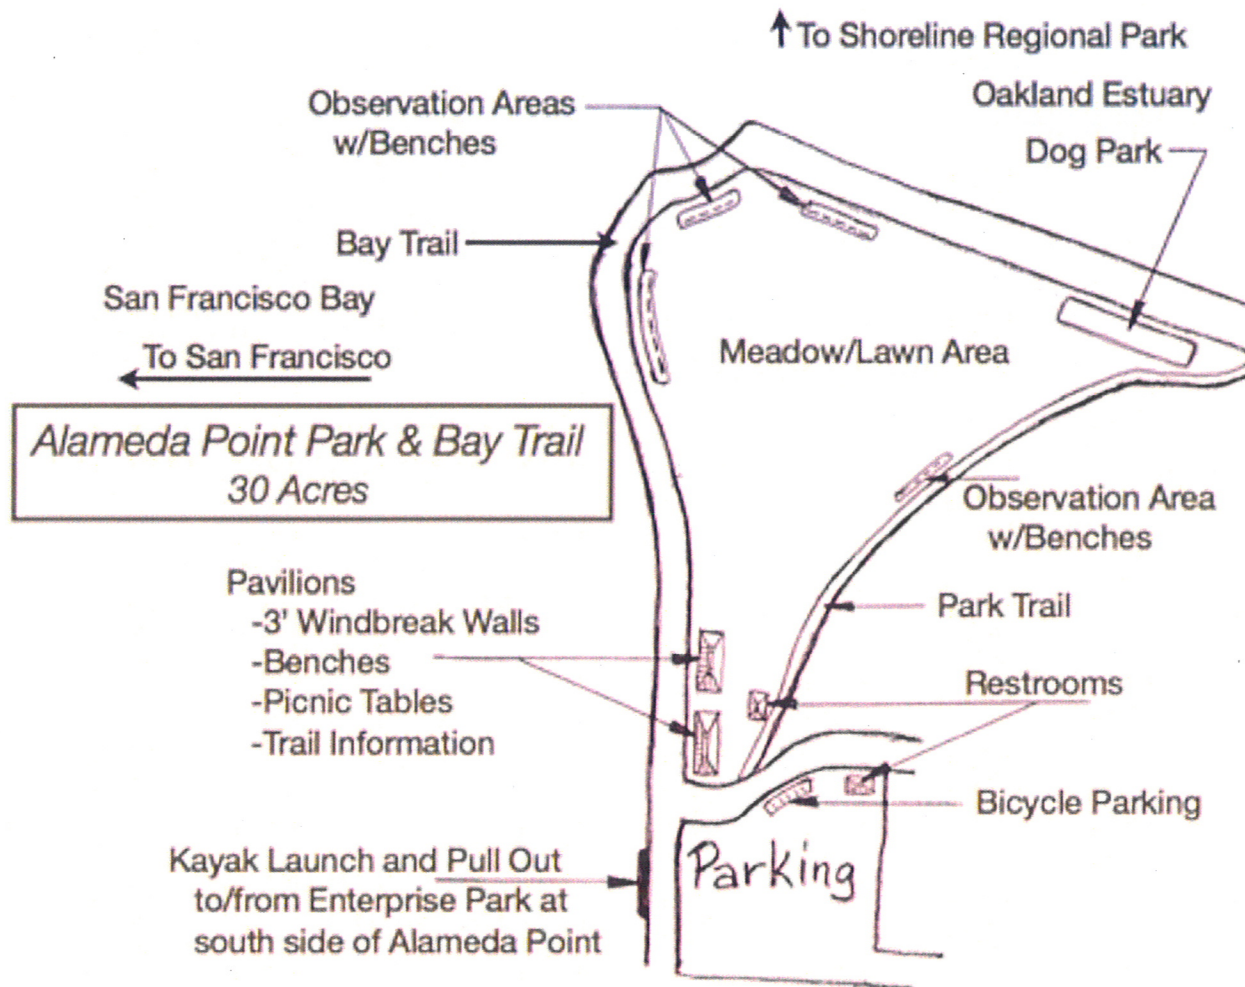 To Shoreline Regional Park
Oakland Estuary
Dog Park
Observation Areas
w/Benches
Bay Trail
San Francisco Bay
To San Francisco
Meadow/Lawn Area
Alameda Point Park & Bay Trail
30 Acres
Observation Area
w/Benches
Pavilions
-3' Windbreak Walls
-Benches
-Picnic Tables
-Trail Information
Park Trail
Restrooms
Bicycle Parking
Kayak Launch and Pull Out
to/from Enterprise Park at
south side of Alameda Point
Parking